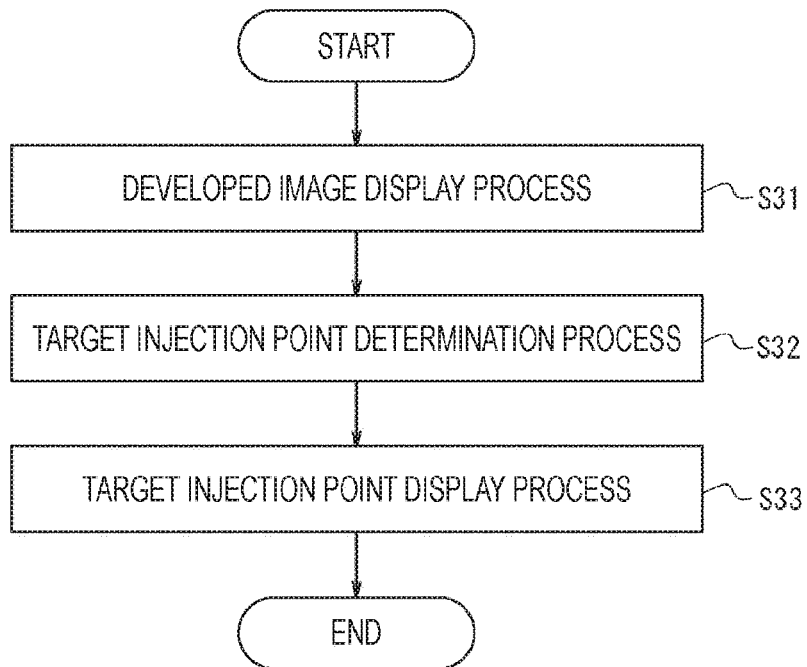 START
DEVELOPED IMAGE DISPLAY PROCESS
S31
TARGET INJECTION POINT DETERMINATION PROCESS
S32
TARGET INJECTION POINT DISPLAY PROCESS
S33
END